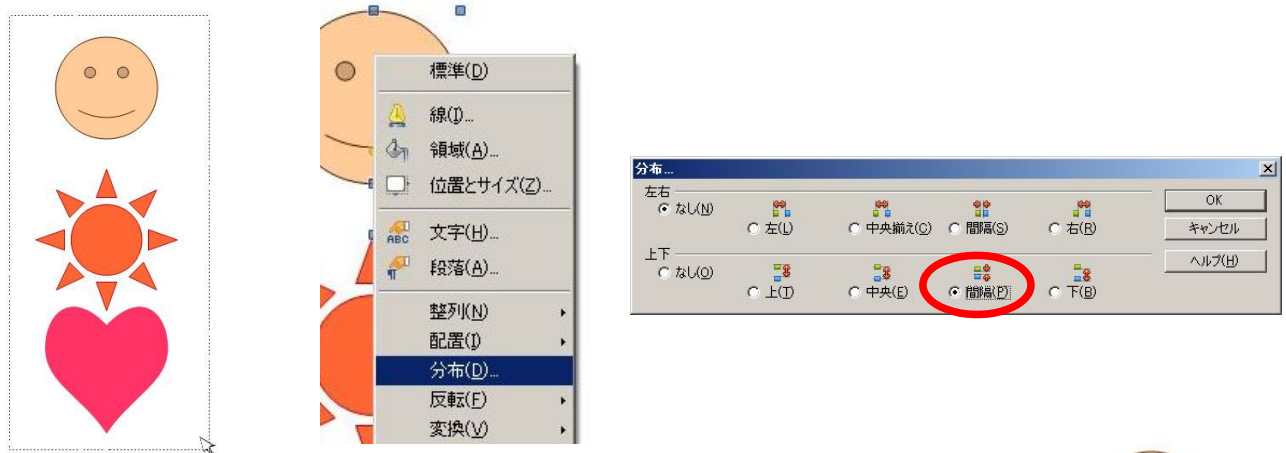 標準(D)
線(I)...
領域(A)...
位置とサイズ(Z)...
ABC
文字(H)...
段落(A)...
整列(N)
配置(I)
分布(D)...
反転(F)
変換(V)
分布...
左右
なし(N)
左(L)
中央揃え(C)
間隔(S)
右(R)
上下
なし(O)
上(T)
中央(E)
間隔(P)
下(B)
OK
キャンセル
ヘルプ(H)